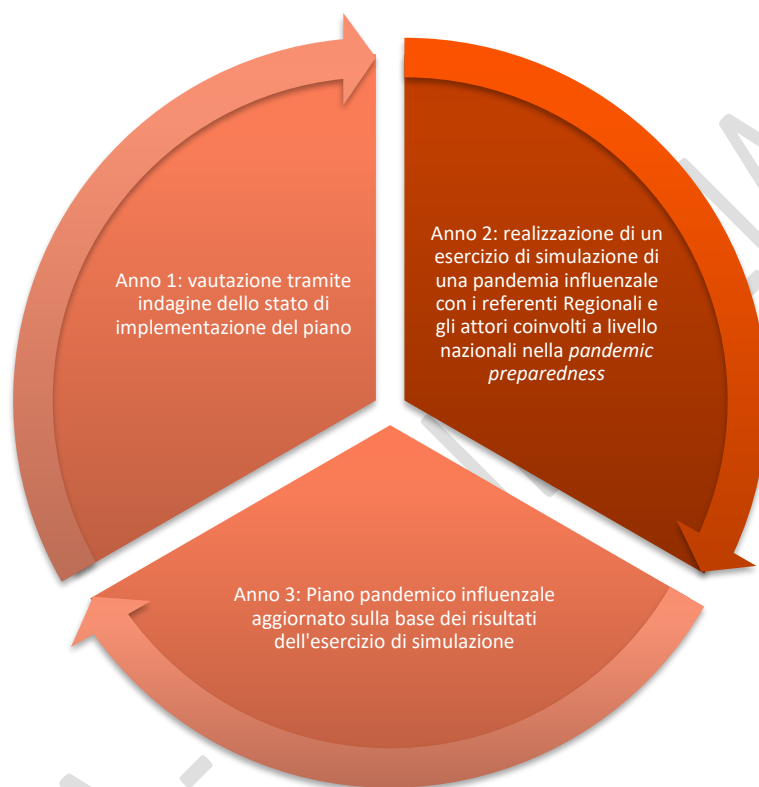 Anno 1: vautazione tramite
indagine dello stato di
implementazione del piano
Anno 2: realizzazione di un
esercizio di simulazione di
una pandemia influenzale
con i referenti Regionali e
gli attori coinvolti a livello
nazionali nella pandemic
preparedness
Anno 3: Piano pandemico influenzale
aggiornato sulla base dei risultati
dell'esercizio di simulazione